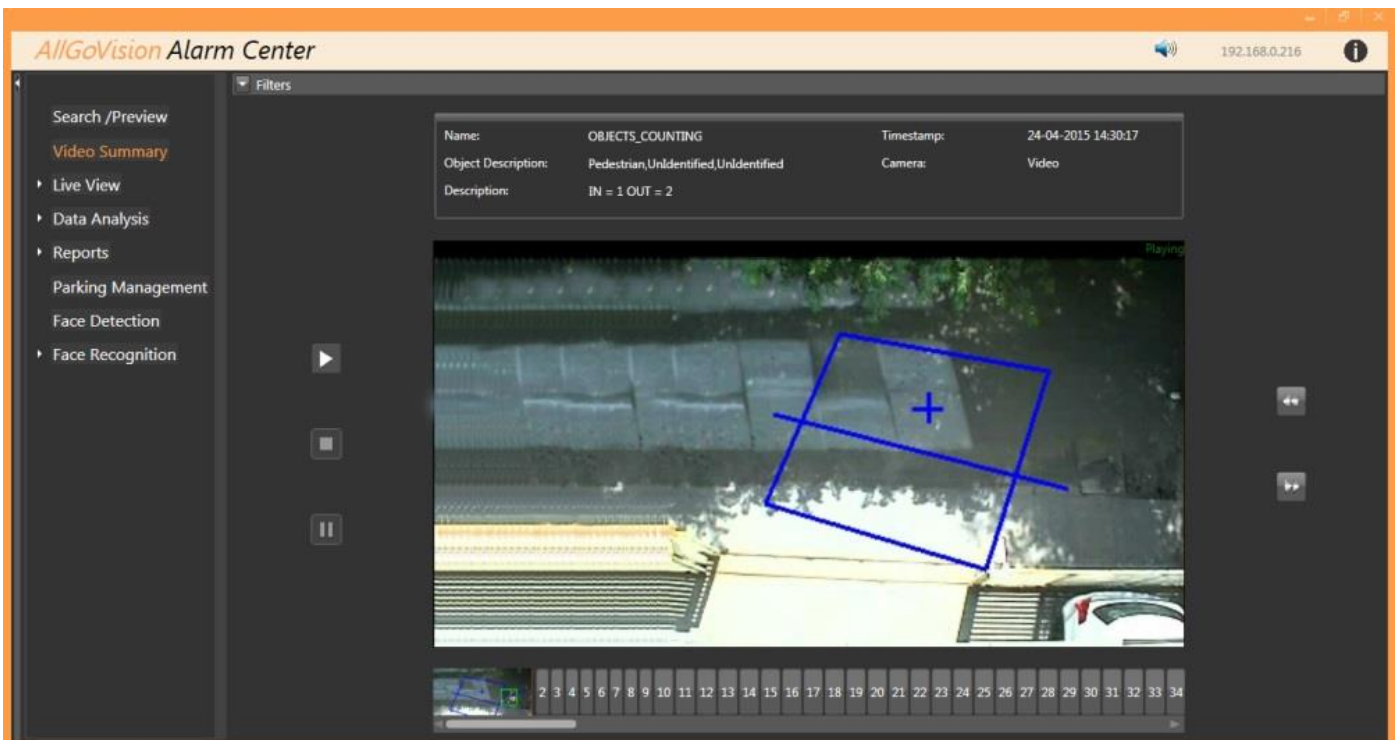 AllGoVision Alarm Center
192.168.0.216
Filters
Search /Preview
Video Summary
Live View
Data Analysis
Reports
Parking Management
Face Detection
Face Recognition
Name: OBJECTS_COUNTING Timestamp: 24-04-2015 14:30:17
Object Description: Pedestrian,UnIdentified,UnIdentified Camera: Video
Description: IN = 1 OUT = 2
Playing
2 3 4 5 6 7 8 9 10 11 12 13 14 15 16 17 18 19 20 21 22 23 24 25 26 27 28 29 30 31 32 33 34